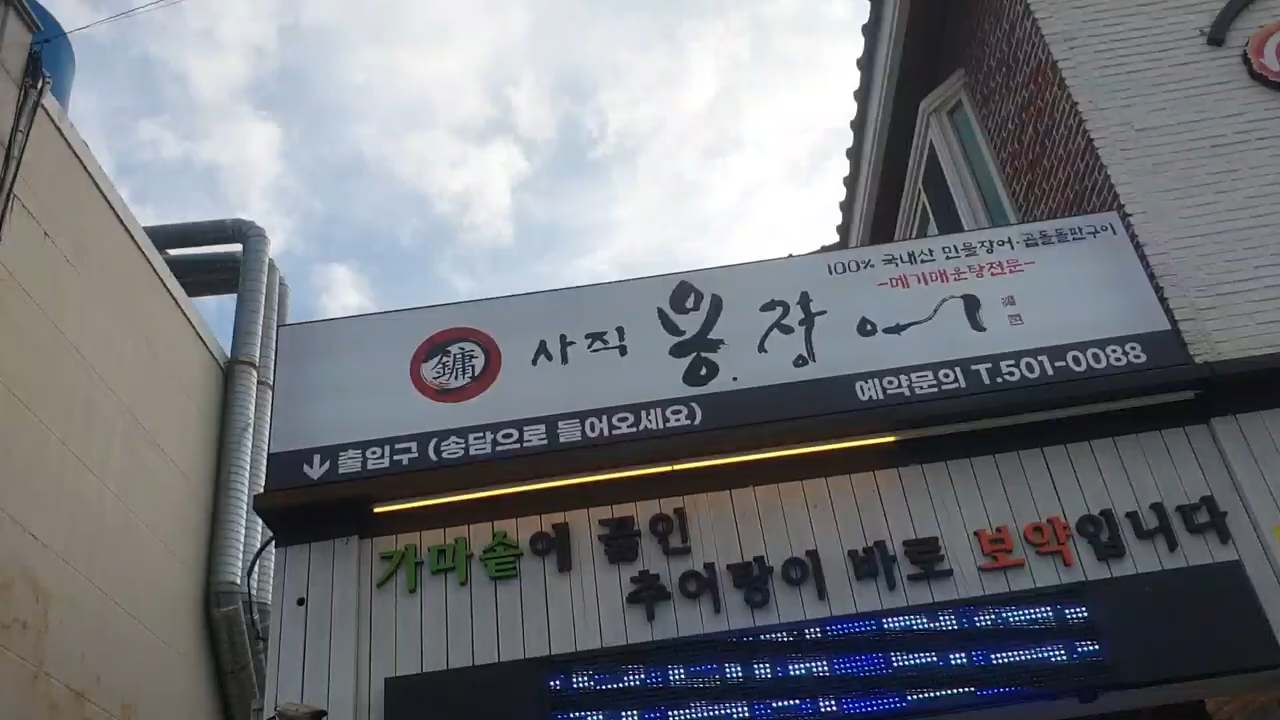 100% 국내산 민물장어·곱돌돌판구이
-메기매운탕전문-
鏞 사직 용.장어
예약문의 T.501-0088
↓출입구 (송담으로 들어오세요)
가마솥에 끓인
추어탕이 바로 보약입니다